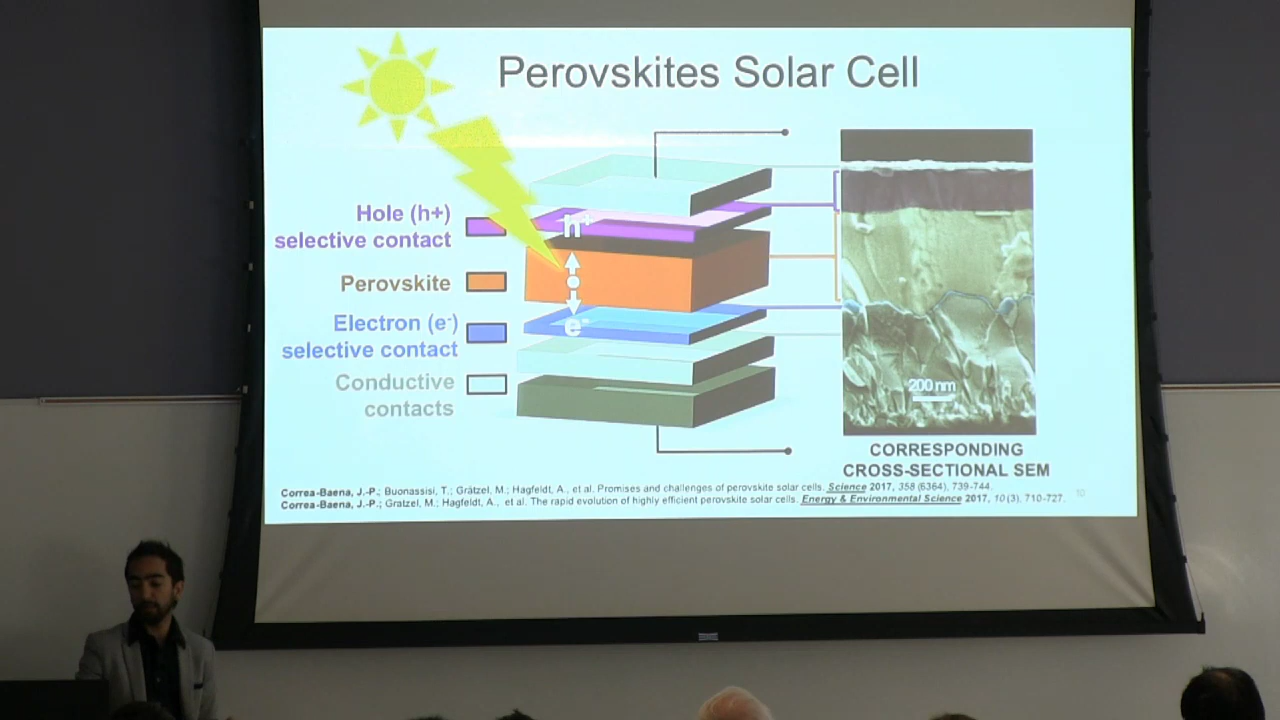 Perovskites Solar Cell
Hole (h+)
selective contact
Perovskite
Electron (e-)
selective contact
Conductive
contacts
h+
e-
200 nm
CORRESPONDING
CROSS-SECTIONAL SEM
Correa-Baena, J.-P.; Buonassisi, T.; Grätzel, M.; Hagfeldt, A., et al. Promises and challenges of perovskite solar cells. Science 2017, 358 (6364), 739-744.
Correa-Baena, J.-P.; Gratzel, M.; Hagfeldt, A., et al. The rapid evolution of highly efficient perovskite solar cells. Energy & Environmental Science 2017, 10 (3), 710-727.
10